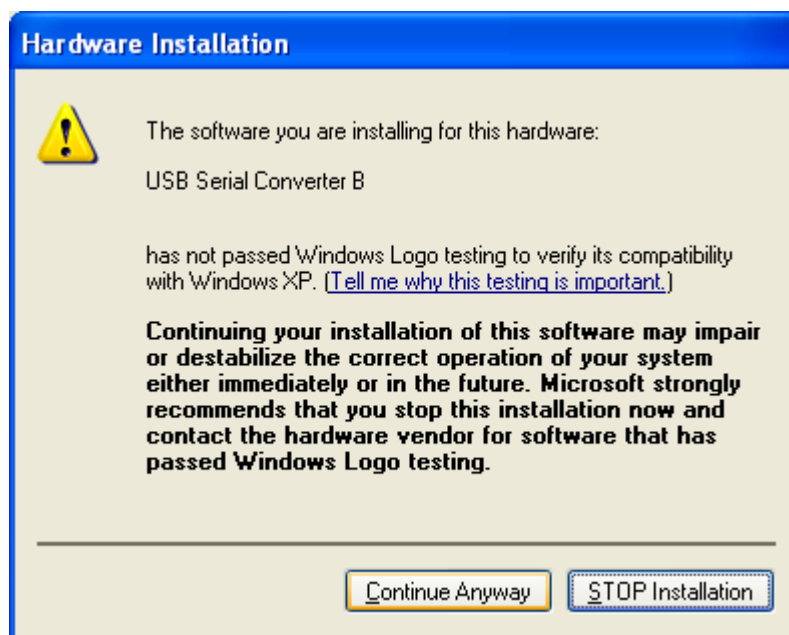 Hardware Installation
The software you are installing for this hardware:
USB Serial Converter B
has not passed Windows Logo testing to verify its compatibility
with Windows XP. (Tell me why this testing is important.)
Continuing your installation of this software may impair
or destabilize the correct operation of your system
either immediately or in the future. Microsoft strongly
recommends that you stop this installation now and
contact the hardware vendor for software that has
passed Windows Logo testing.
Continue Anyway
STOP Installation